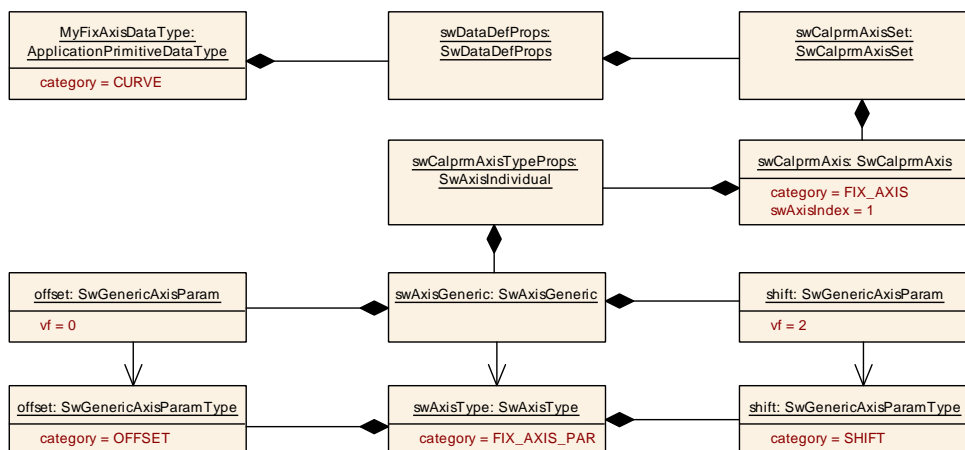 MyFixAxisDataType:
ApplicationPrimitiveDataType
category = CURVE
swDataDefProps:
SwDataDefProps
swCalprmAxisSet:
SwCalprmAxisSet
swCalprmAxisTypeProps:
SwAxisIndividual
swCalprmAxis: SwCalprmAxis
category = FIX_AXIS
swAxisIndex = 1
offset: SwGenericAxisParam
vf = 0
swAxisGeneric: SwAxisGeneric
shift: SwGenericAxisParam
vf = 2
offset: SwGenericAxisParamType
category = OFFSET
swAxisType: SwAxisType
category = FIX_AXIS_PAR
shift: SwGenericAxisParamType
category = SHIFT